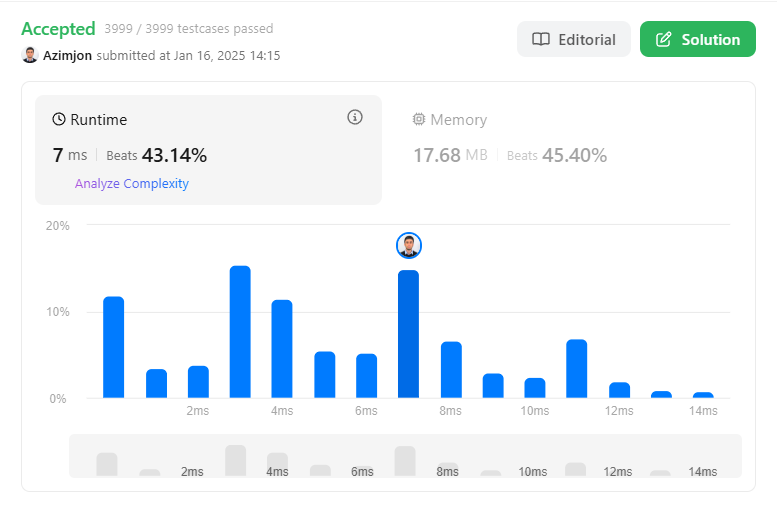 Accepted 3999 / 3999 testcases passed
Azimjon submitted at Jan 16, 2025 14:15
Editorial
Solution
Runtime
7 ms Beats 43.14%
Analyze Complexity
Memory
17.68 MB Beats 45.40%
20%
10%
0%
2ms 4ms 6ms 8ms 10ms 12ms 14ms
2ms 4ms 6ms 8ms 10ms 12ms 14ms